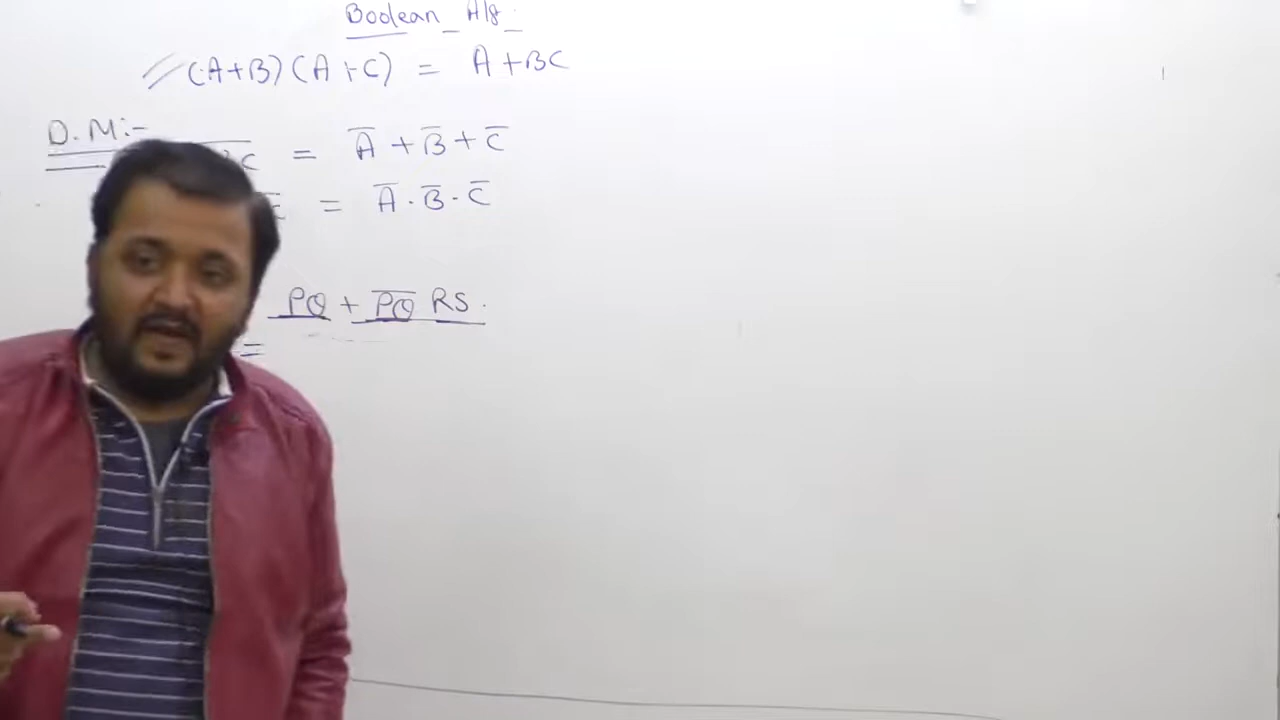 Boolean Alg.
(A+B)(A+C) = A+BC
D.M:-
C̅ = A̅ + B̅ + C̅
= A̅ · B̅ · C̅
PQ + P̅Q̅ RS.
=